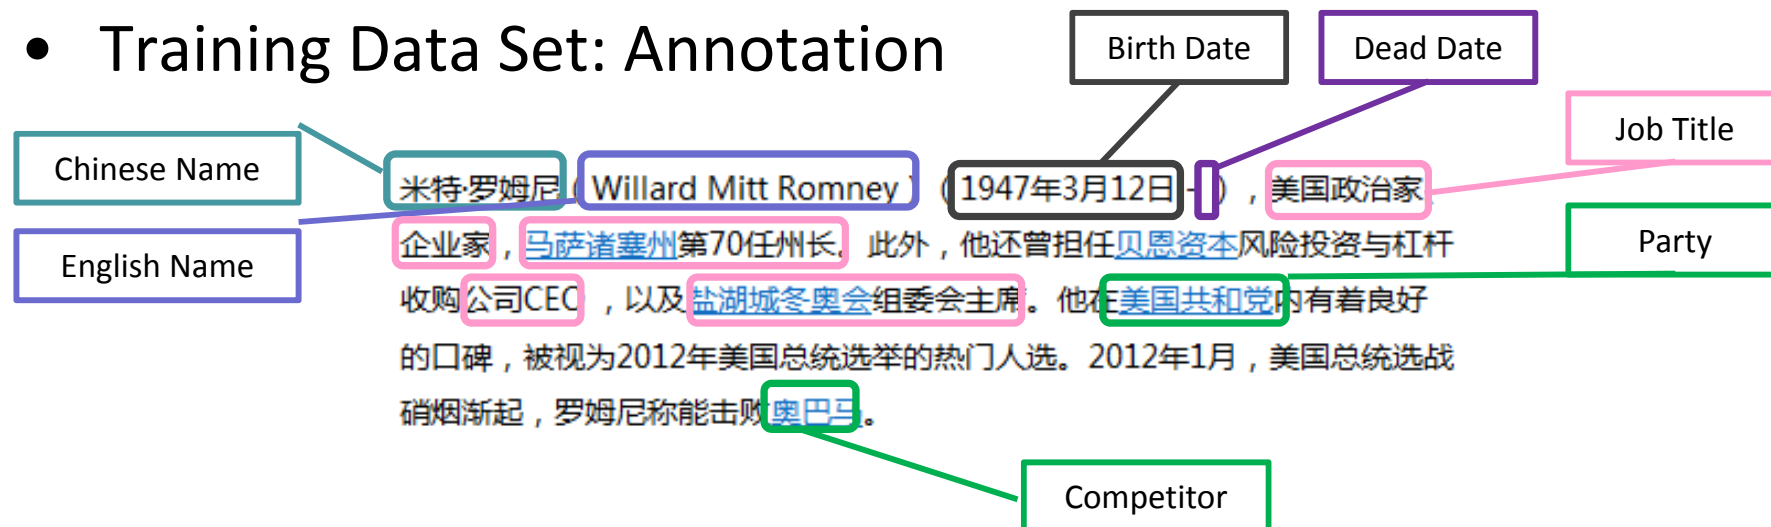 • Training Data Set: Annotation
Birth Date
Dead Date
Job Title
Chinese Name
English Name
Party
米特·罗姆尼（ Willard Mitt Romney ）（ 1947年3月12日 - ），美国政治家、
企业家，马萨诸塞州第70任州长。此外，他还曾担任贝恩资本风险投资与杠杆
收购公司CEO ，以及盐湖城冬奥会组委会主席。他在美国共和党内有着良好
的口碑，被视为2012年美国总统选举的热门人选。2012年1月，美国总统选战
硝烟渐起，罗姆尼称能击败奥巴马。
Competitor